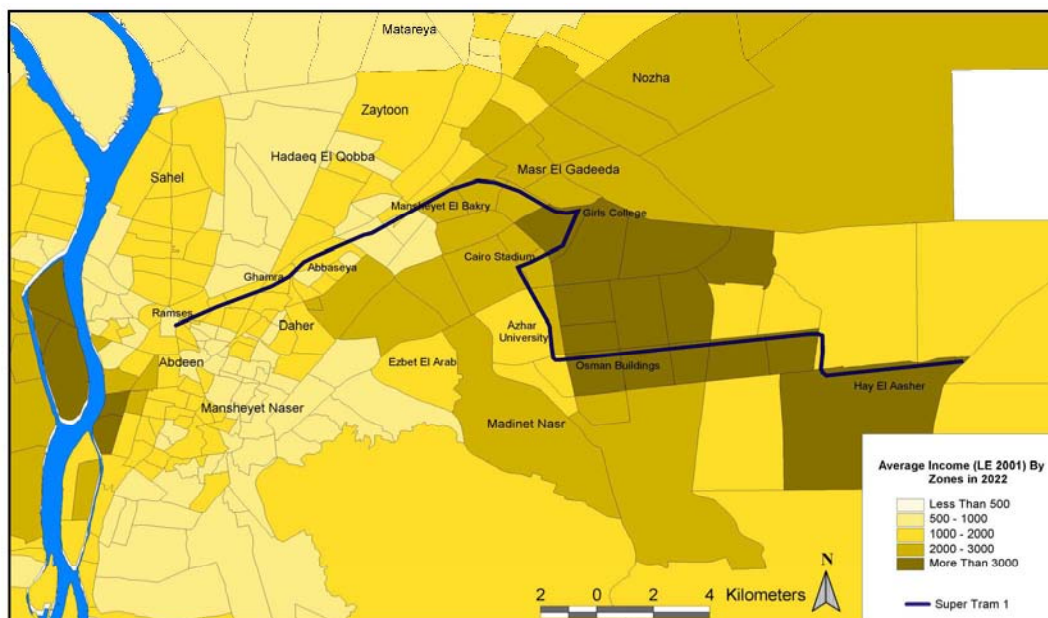 Matareya
Nozha
Zaytoon
Hadaeq El Qobba
Masr El Gadeeda
Sahel
Mansheyet El Bakry
Girls College
Cairo Stadium
Abbaseya
Ghamra
Ramses
Daher
Azhar
University
Abdeen
Ezbet El Arab
Osman Buildings
Hay El Aasher
Mansheyet Naser
Madinet Nasr
Average Income (LE 2001) By
Zones in 2022
Less Than 500
500 - 1000
1000 - 2000
2000 - 3000
More Than 3000
Super Tram 1
N
2 0 2 4 Kilometers